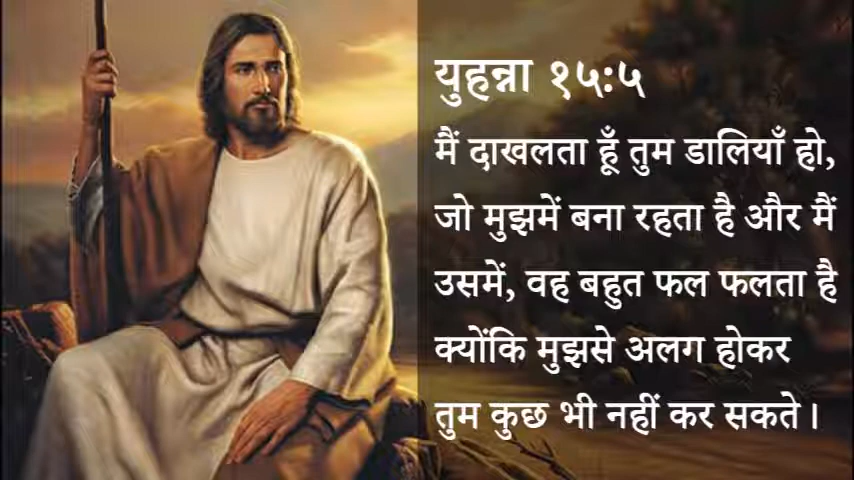 युहन्ना १५:५
मैं दाखलता हूँ तुम डालियाँ हो,
जो मुझमें बना रहता है और मैं
उसमें, वह बहुत फल फलता है
क्योंकि मुझसे अलग होकर
तुम कुछ भी नहीं कर सकते।